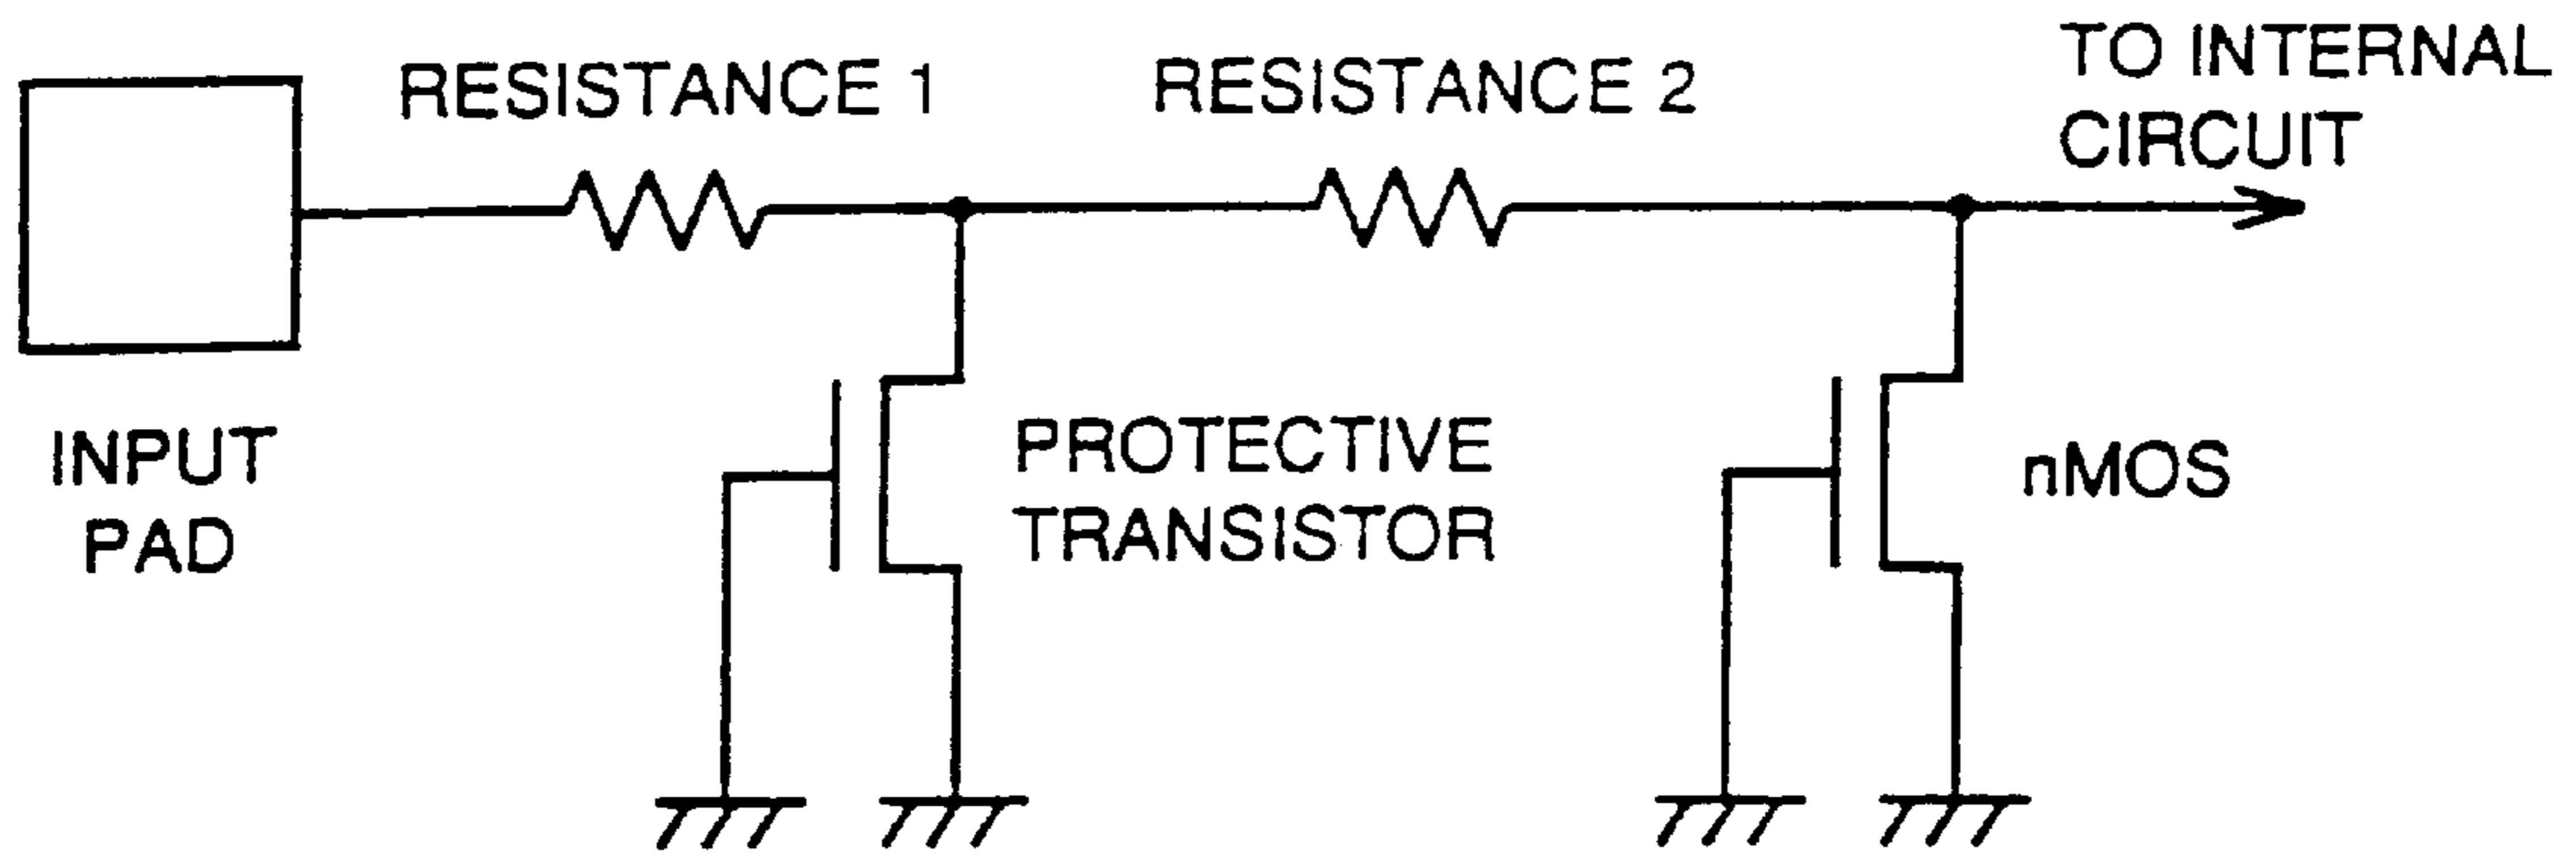 RESISTANCE 1
RESISTANCE 2
TO INTERNAL
CIRCUIT
INPUT
PAD
PROTECTIVE
TRANSISTOR
nMOS